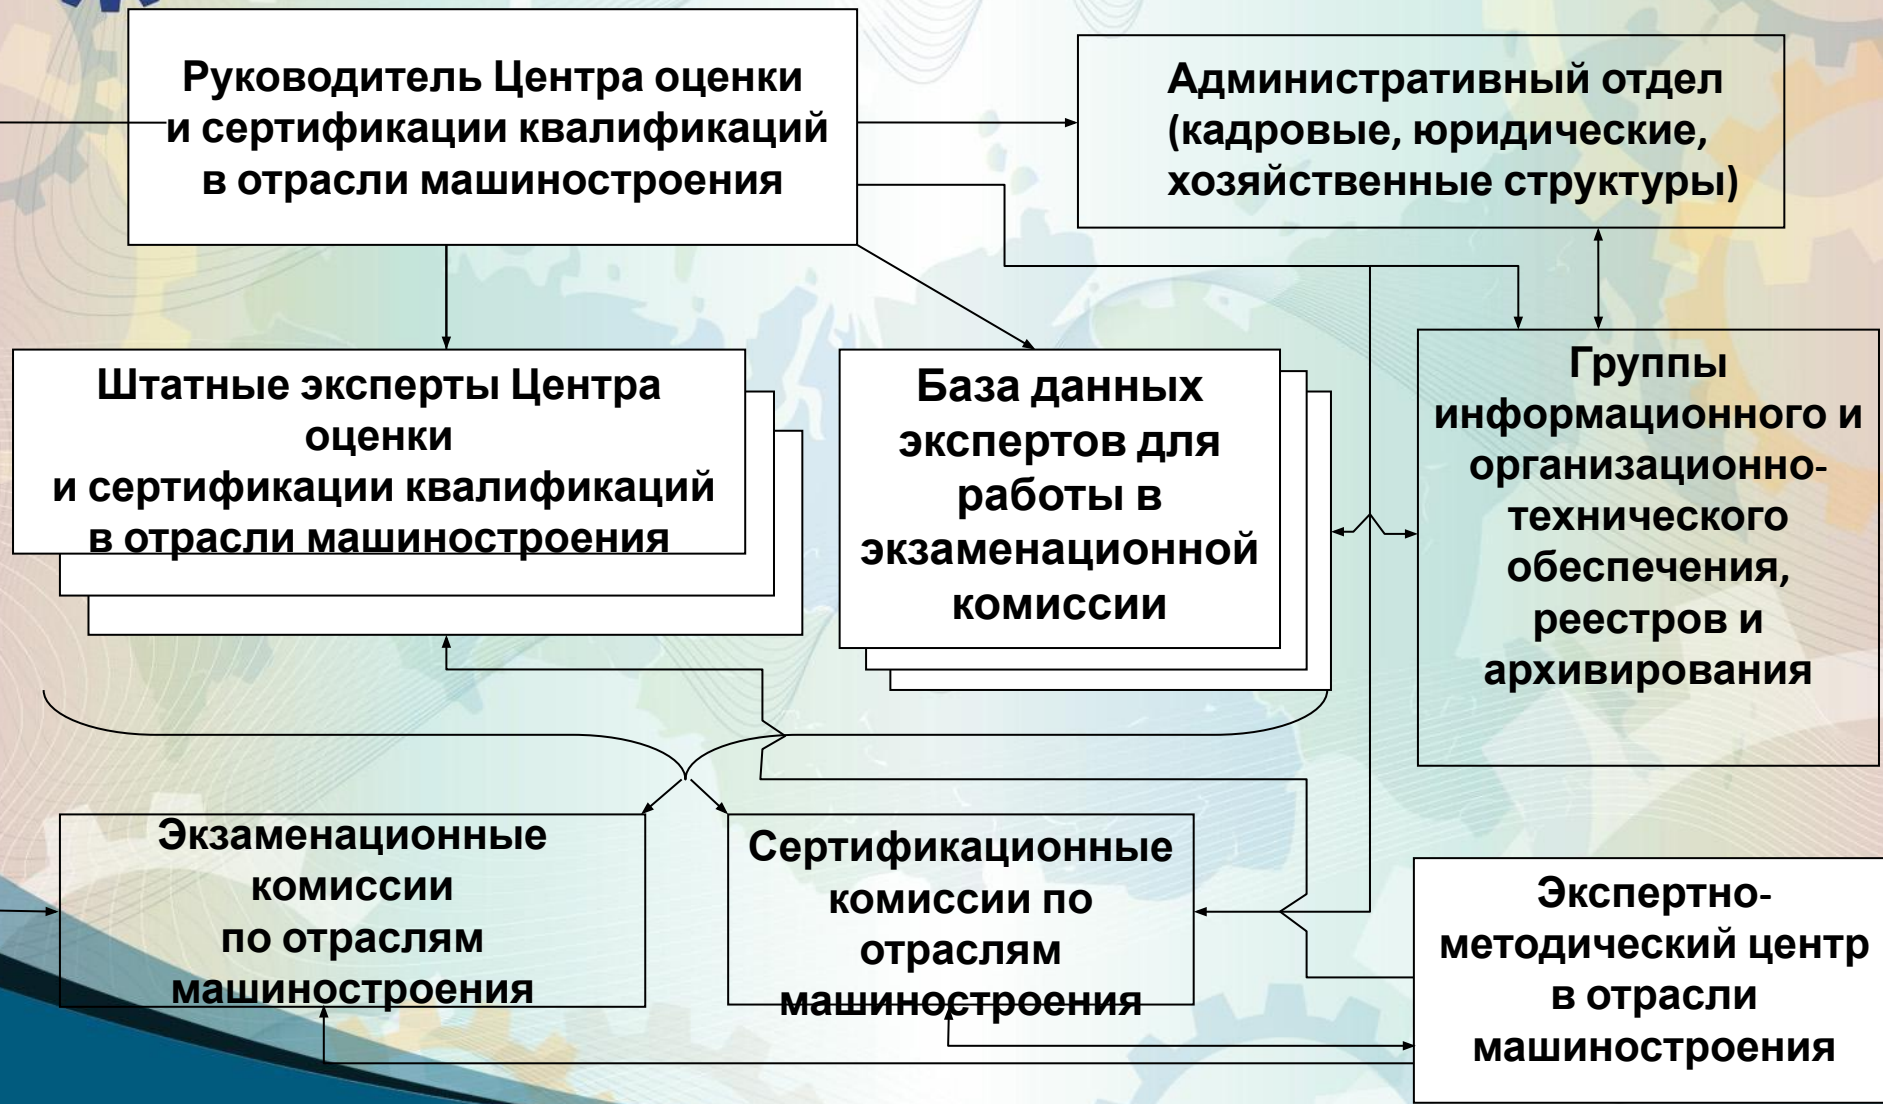 Руководитель Центра оценки
и сертификации квалификаций
в отрасли машиностроения
Административный отдел
(кадровые, юридические,
хозяйственные структуры)
Штатные эксперты Центра
оценки
и сертификации квалификаций
в отрасли машиностроения
База данных
экспертов для
работы в
экзаменационной
комиссии
Группы
информационного и
организационно-
технического
обеспечения,
реестров и
архивирования
Экзаменационные
комиссии
по отраслям
машиностроения
Сертификационные
комиссии по
отраслям
машиностроения
Экспертно-
методический центр
в отрасли
машиностроения